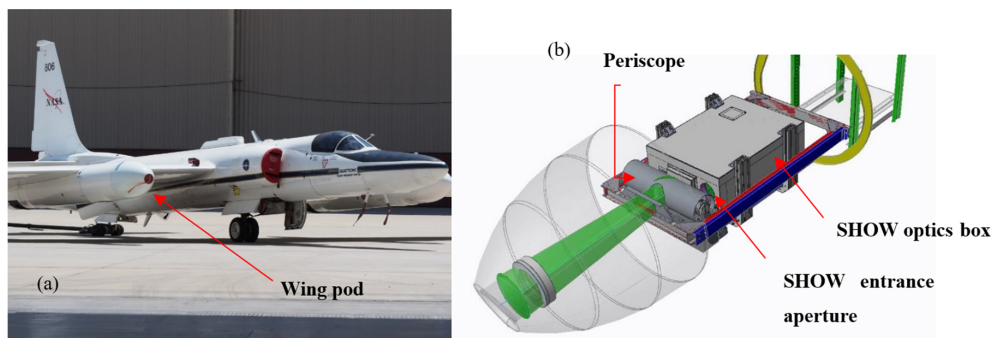 806
NASA
(a)
Wing pod
(b)
Periscope
SHOW optics box
SHOW entrance
aperture